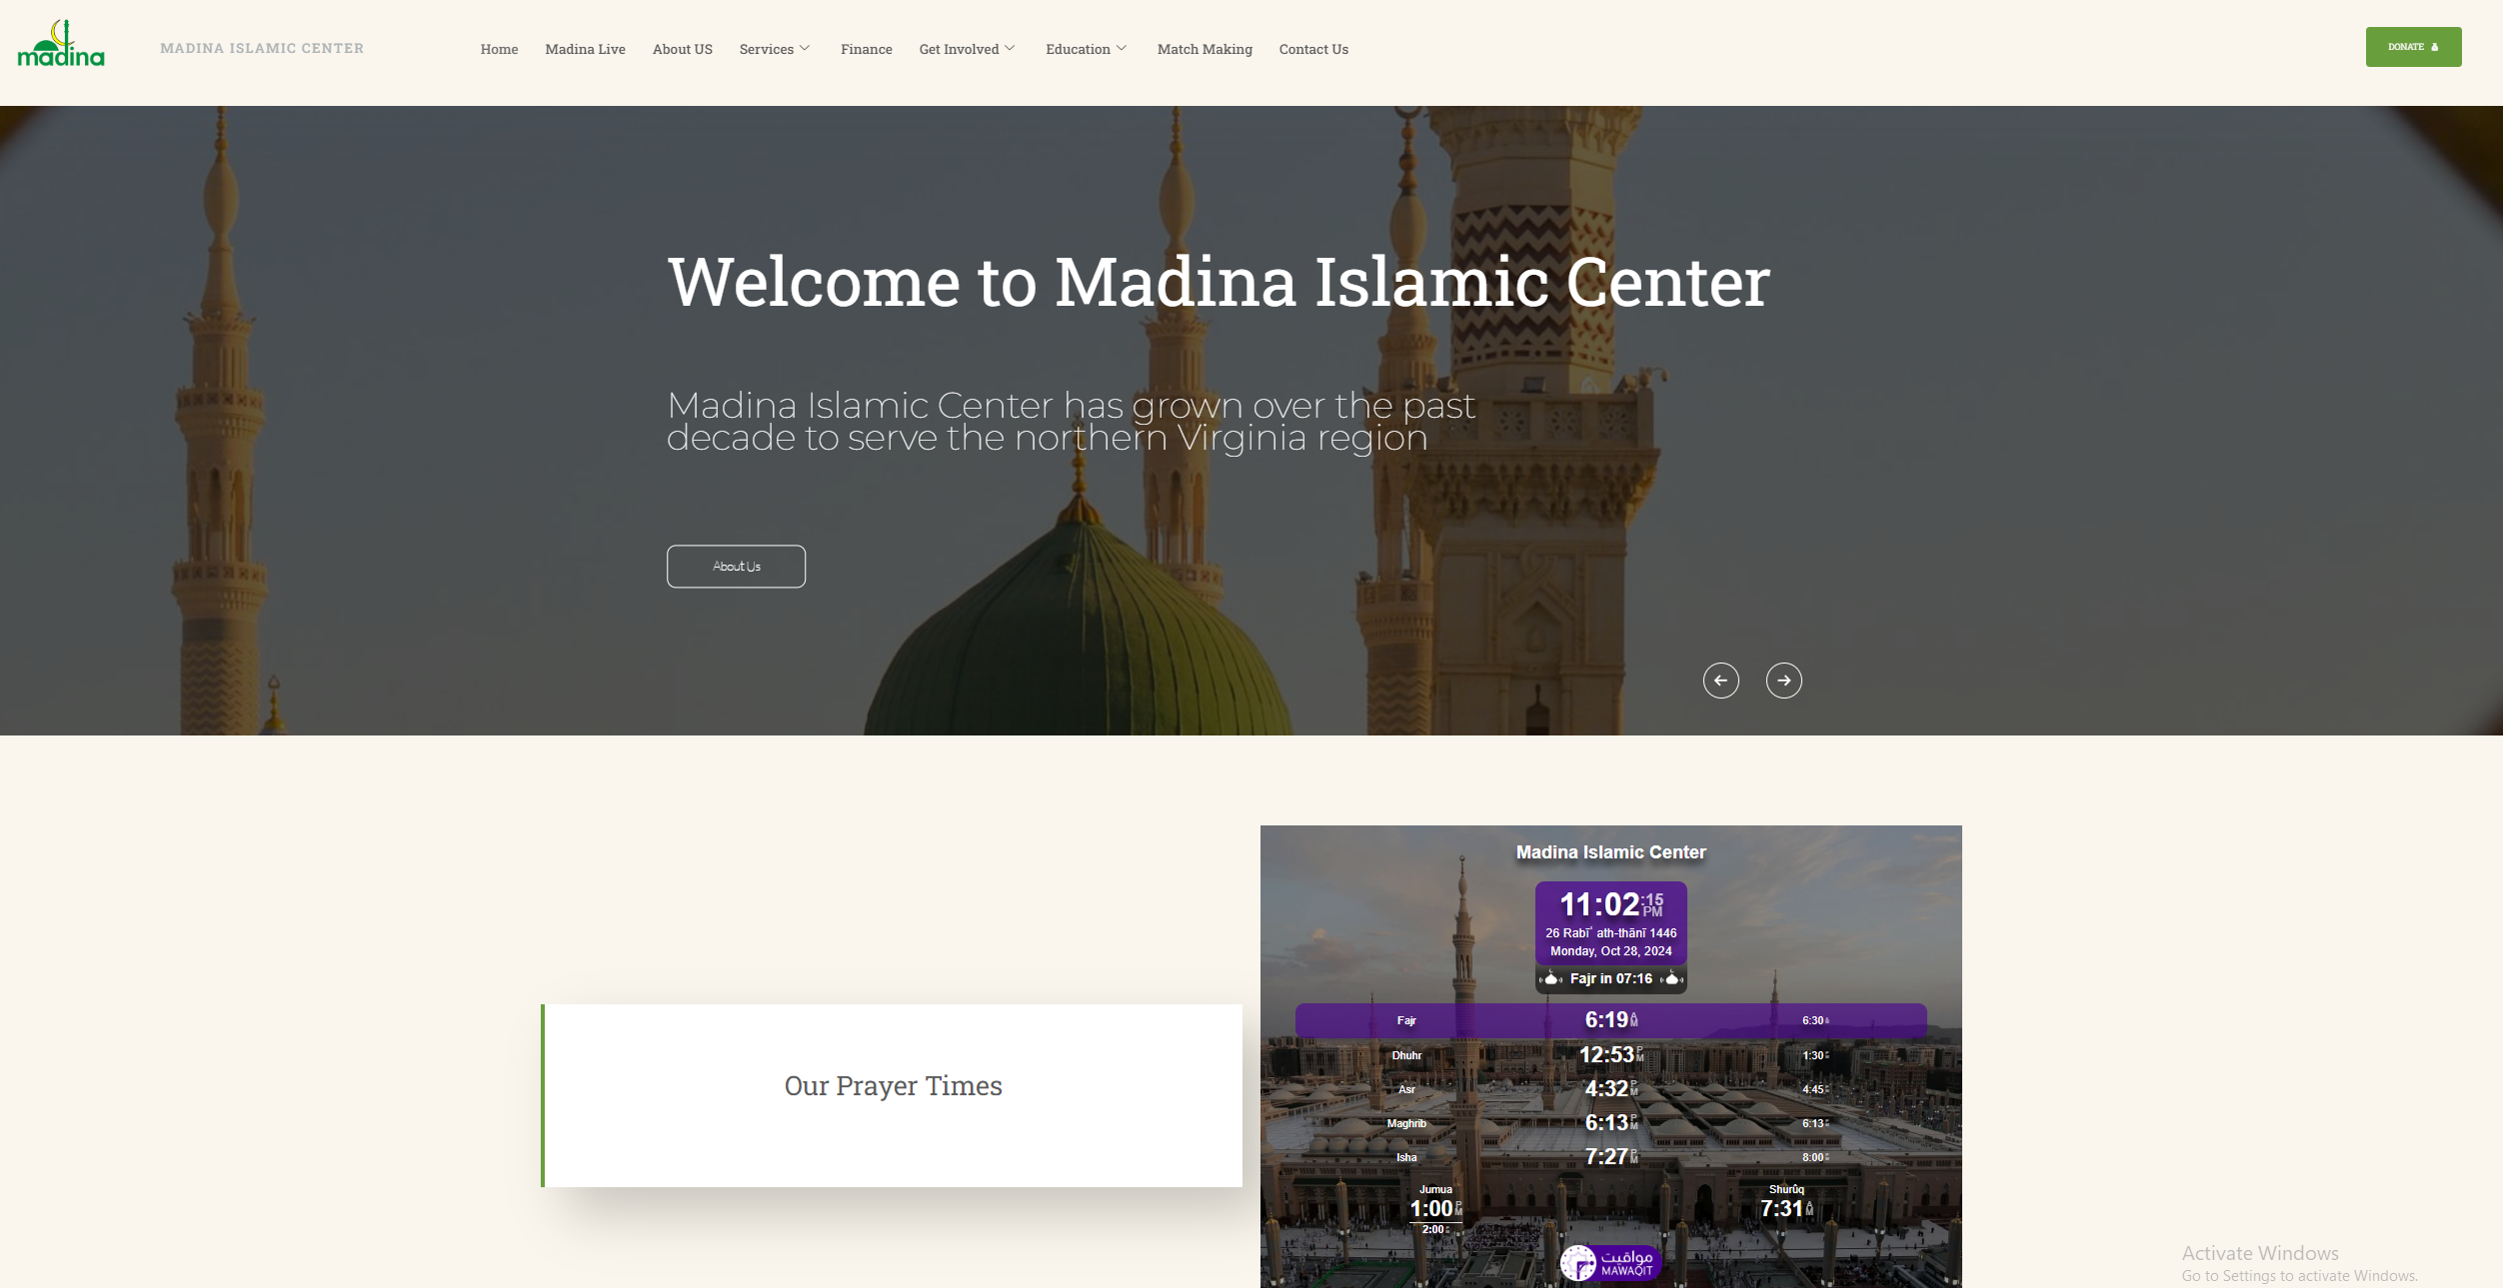 madina
MADINA ISLAMIC CENTER
Home Madina Live About US Services Finance Get Involved Education Match Making Contact Us
DONATE
Welcome to Madina Islamic Center
Madina Islamic Center has grown over the past
decade to serve the northern Virginia region
About Us
Our Prayer Times
Madina Islamic Center
11:02:15 PM
26 Rabīʿ ath-thānī 1446
Monday, Oct 28, 2024
Fajr in 07:16
Fajr 6:19 AM 6:30
Dhuhr 12:53 PM 1:30
Asr 4:32 PM 4:45
Maghrib 6:13 PM 6:13
Isha 7:27 PM 8:00
Jumua Shurûq
1:00 PM 7:31 AM
2:00
مواقيت
MAWAQIT
Activate Windows
Go to Settings to activate Windows.